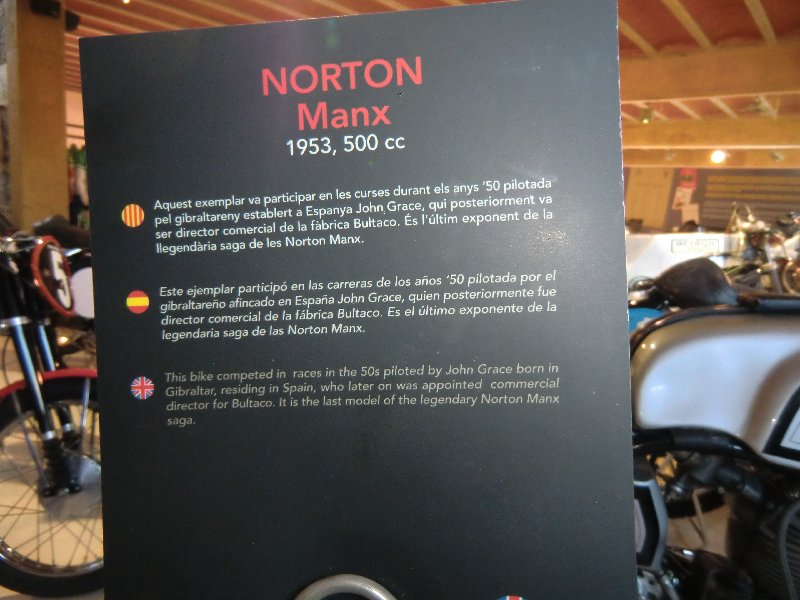 NORTON
Manx
1953, 500 cc
Aquest exemplar va participar en les curses durant els anys '50 pilotada
pel gibraltareny establert a Espanya John Grace, qui posteriorment va
ser director comercial de la fàbrica Bultaco. És l'últim exponent de la
llegendària saga de les Norton Manx.
Este ejemplar participó en las carreras de los años '50 pilotada por el
gibraltareño afincado en España John Grace, quien posteriormente fue
director comercial de la fábrica Bultaco. Es el último exponente de la
legendaria saga de las Norton Manx.
This bike competed in races in the 50s piloted by John Grace born in
Gibraltar, residing in Spain, who later on was appointed commercial
director for Bultaco. It is the last model of the legendary Norton Manx
saga.
5